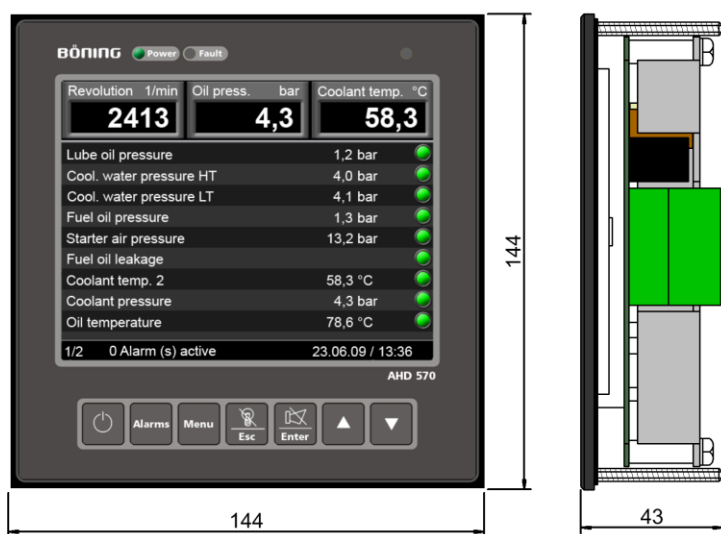 BÖNING Power Fault
Revolution 1/min Oil press. bar Coolant temp. °C
2413 4,3 58,3
Lube oil pressure 1,2 bar
Cool. water pressure HT 4,0 bar
Cool. water pressure LT 4,1 bar
Fuel oil pressure 1,3 bar
Starter air pressure 13,2 bar
Fuel oil leakage
Coolant temp. 2 58,3 °C
Coolant pressure 4,3 bar
Oil temperature 78,6 °C
1/2 0 Alarm (s) active 23.06.09 / 13:36
AHD 570
Alarms Menu Esc Enter
144
144
43